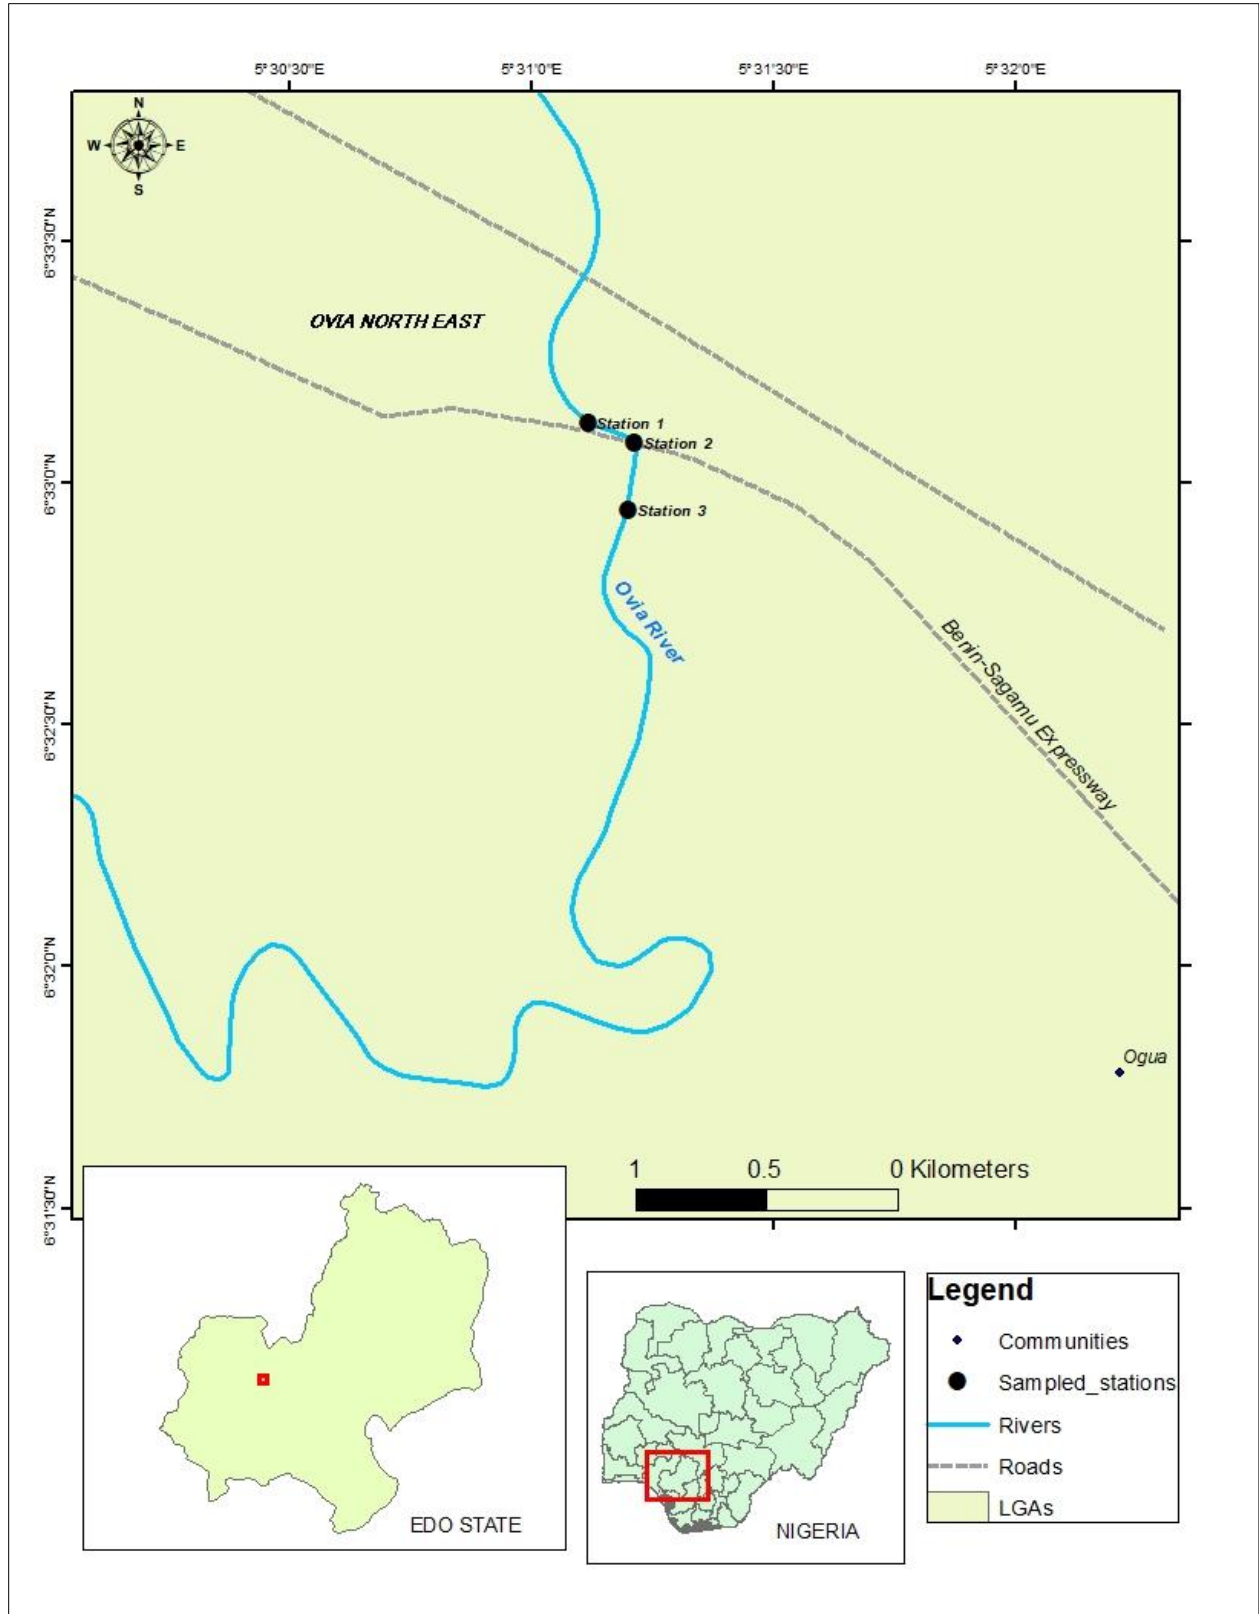 5°30'30"E
5°31'0"E
5°31'30"E
5°32'0"E
N
W E
S
6°33'30"N
6°33'0"N
6°32'30"N
6°32'0"N
6°31'30"N
OVIA NORTH EAST
Station 1
Station 2
Station 3
Ovia River
Benin-Sagamu Expressway
Ogua
1 0.5 0 Kilometers
EDO STATE
NIGERIA
Legend
Communities
Sampled_stations
Rivers
Roads
LGAs